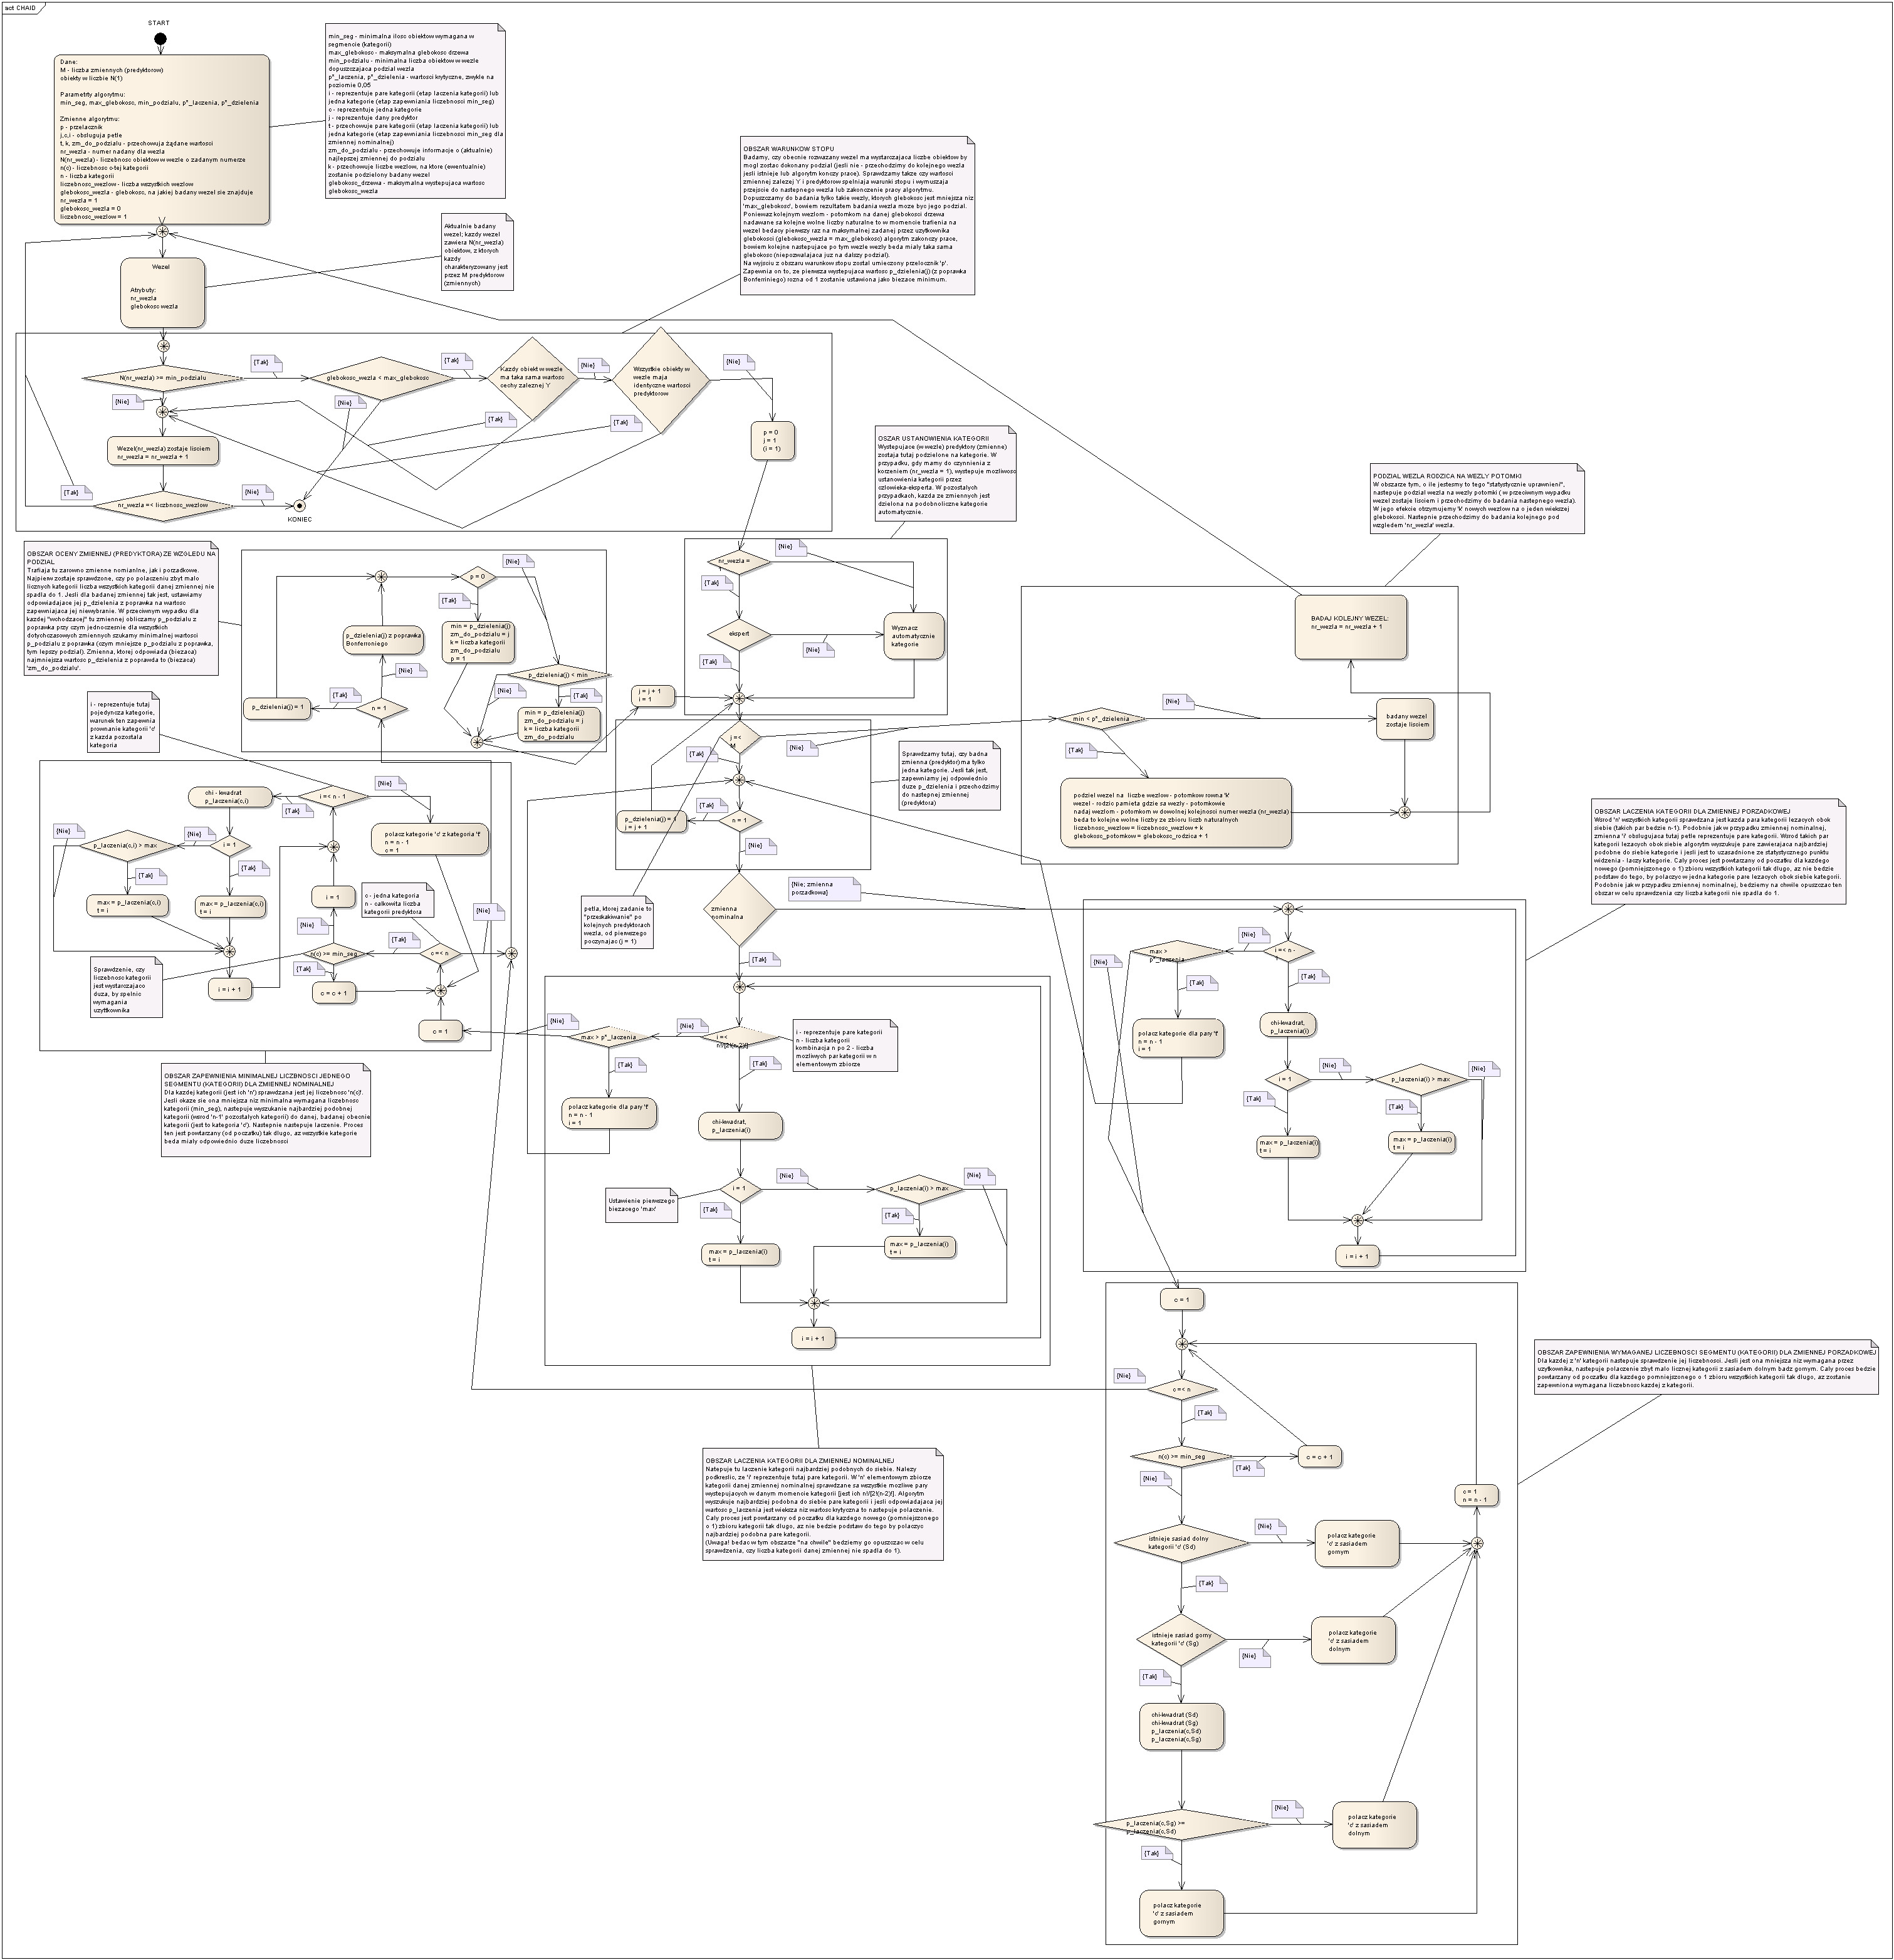 act CHAID
START
Dane:
M - liczba zmiennych (predyktorow)
obiekty w liczbie N(1)
Parametrty algorytmu:
min_seg, max_glebokosc, min_podzialu, p*_laczenia, p*_dzielenia
Zmienne algorytmu:
p - przelacznik
j,c,i - obsluguja petle
t, k, zm_do_podzialu - przechowuja żądane wartosci
nr_wezla - numer nadany dla wezla
N(nr_wezla) - liczebnosc obiektow w wezle o zadanym numerze
n(c) - liczebnosc c-tej kategorii
n - liczba kategorii
liczebnosc_wezlow - liczba wszystkich wezlow
glebokosc_wezla - glebokosc, na jakiej badany wezel sie znajduje
nr_wezla = 1
glebokosc_wezla = 0
liczebnosc_wezlow = 1
min_seg - minimalna ilosc obiektow wymagana w
segmencie (kategorii)
max_glebokosc - maksymalna glebokosc drzewa
min_podzialu - minimalna liczba obiektow w wezle
dopuszczajaca podzial wezla
p*_laczenia, p*_dzielenia - wartosci krytyczne, zwykle na
poziomie 0,05
i - reprezentuje pare kategorii (etap laczenia kategorii) lub
jedna kategorie (etap zapewniania liczebnosci min_seg)
c - reprezentuje jedna kategorie
j - reprezentuje dany predyktor
t - przechowuje pare kategorii (etap laczenia kategorii) lub
jedna kategorie (etap zapewniania liczebnosci min_seg dla
zmiennej nominalnej)
zm_do_podzialu - przechowuje informacje o (aktualnie)
najlepszej zmiennej do podzialu
k - przechowuje liczbe wezlow, na ktore (ewentualnie)
zostanie podzielony badany wezel
glebokosc_drzewa - maksymalna wystepujaca wartosc
glebokosc_wezla
OBSZAR WARUNKOW STOPU
Badamy, czy obecnie rozwazany wezel ma wystarczajaca liczbe obiektow by
mogl zostac dokonany podzial (jesli nie - przechodzimy do kolejnego wezla
jesli istnieje lub algorytm konczy prace). Sprawdzamy takze czy wartosci
zmiennej zalezej 'Y' i predyktorow spelniaja warunki stopu i wymuszaja
przejscie do nastepnego wezla lub zakonczenie pracy algorytmu.
Dopuszczamy do badania tylko takie wezly, ktorych glebokosc jest mniejsza niz
'max_glebokosc', bowiem rezultatem badania wezla moze byc jego podzial.
Poniewaz kolejnym wezlom - potomkom na danej glebokosci drzewa
nadawane sa kolejne wolne liczby naturalne to w momencie trafienia na
wezel bedacy pierwszy raz na maksymalnej zadanej przez uzytkownika
glebokosci (glebokosc_wezla = max_glebokosc) algorytm zakonczy prace,
bowiem kolejne nastepujace po tym wezle wezly beda mialy taka sama
glebokosc (niepozwalajaca juz na dalszy podzial).
Na wyjsciu z obszaru warunkow stopu zostal umieczony przelocznik 'p'.
Zapewnia on to, ze pierwsza wystepujaca wartosc p_dzielenia(j) (z poprawka
Bonferriniego) rozna od 1 zostanie ustawiona jako biezace minimum.
Aktualnie badany
wezel; kazdy wezel
zawiera N(nr_wezla)
obiektow, z ktorych
kazdy
charakteryzowany jest
przez M predyktorow
(zmiennych)
Wezel
Atrybuty:
nr_wezla
glebokosc wezla
N(nr_wezla) >= min_podzialu
{Tak}
glebokosc_wezla < max_glebokosc
{Tak}
Kazdy obiekt w wezle
ma taka sama wartosc
cechy zaleznej 'Y'
{Nie}
Wszystkie obiekty w
wezle maja
identyczne wartosci
predyktorow
{Nie}
{Nie}
{Nie}
{Tak}
{Tak}
p = 0
j = 1
(i = 1)
Wezel(nr_wezla) zostaje lisciem
nr_wezla = nr_wezla + 1
{Tak}
nr_wezla =< liczbnosc_wezlow
{Nie}
KONIEC
OSZAR USTANOWIENIA KATEGORII
Wystepujace (w wezle) predyktory (zmienne)
zostaja tutaj podzielone na kategorie. W
przypadku, gdy mamy do czynnienia z
korzeniem (nr_wezla = 1), wystepuje mozliwosc
ustanowienia kategorii przez
czlowieka-eksperta. W pozostalych
przypadkach, kazda ze zmiennych jest
dzielona na podobnoliczne kategorie
automatycznie.
PODZIAL WEZLA RODZICA NA WEZLY POTOMKI
W obszarze tym, o ile jestesmy to tego "statystycznie uprawnieni",
nastepuje podzial wezla na wezly potomki ( w przeciwnym wypadku
wezel zostaje lisciem i przechodzimy do badania nastepnego wezla).
W jego efekcie otrzymujemy 'k' nowych wezlow na o jeden wiekszej
glebokosci. Nastepnie przechodzimy do badania kolejnego pod
wzgledem 'nr_wezla' wezla.
OBSZAR OCENY ZMIENNEJ (PREDYKTORA) ZE WZGLEDU NA
PODZIAL
Trafiaja tu zarowno zmienne nomianlne, jak i porzadkowe.
Najpierw zostaje sprawdzone, czy po polaczeniu zbyt malo
licznych kategorii liczba wszystkich kategorii danej zmiennej nie
spadla do 1. Jesli dla badanej zmiennej tak jest, ustawiamy
odpowiadajace jej p_dzielenia z poprawka na wartosc
zapewniajaca jej niewybranie. W przeciwnym wypadku dla
kazdej "wchodzacej" tu zmiennej obliczamy p_podzialu z
poprawka przy czym jednoczesnie dla wszystkich
dotychczasowych zmiennych szukamy minimalnej wartosci
p_podzialu z poprawka (czym mniejsze p_podzialu z poprawka,
tym lepszy podzial). Zmienna, ktorej odpowiada (biezaca)
najmniejsza wartosc p_dzielenia z poprawda to (biezaca)
'zm_do_podzialu'.
p = 0
{Nie}
{Tak}
p_dzielenia(j) z poprawka
Bonferroniego
min = p_dzielenia(j)
zm_do_podzialu = j
k = liczba kategorii
zm_do_podzialu
p = 1
{Nie}
p_dzielenia(j) < min
{Nie}
{Tak}
p_dzielenia(j) = 1
{Tak}
n = 1
min = p_dzielenia(j)
zm_do_podzialu = j
k = liczba kategorii
zm_do_podzialu
nr_wezla =
1
{Nie}
{Tak}
ekspert
{Nie}
Wyznacz
automatycznie
kategorie
{Tak}
j = j + 1
i = 1
BADAJ KOLEJNY WEZEL:
nr_wezla = nr_wezla + 1
min < p*_dzielenia
{Nie}
badany wezel
zostaje lisciem
{Tak}
podziel wezel na liczbe wezlow - potomkow rowna 'k'
wezel - rodzic pamieta gdzie sa wezly - potomkowie
nadaj wezlom - potomkom w dowolnej kolejnosci numer wezla (nr_wezla)
beda to kolejne wolne liczby ze zbioru liczb naturalnych
liczebnosc_wezlow = liczebnosc_wezlow + k
glebokosc_potomkow = glebokosc_rodzica + 1
j =<
M
{Nie}
{Tak}
Sprawdzamy tutaj, czy badna
zmienna (predyktor) ma tylko
jedna kategorie. Jesli tak jest,
zapewniamy jej odpowiednio
duze p_dzielenia i przechodzimy
do nastepnej zmiennej
(predyktora)
p_dzielenia(j) = 1
j = j + 1
{Tak}
n = 1
{Nie}
i - reprezentuje tutaj
pojedyncza kategorie,
warunek ten zapewnia
prownanie kategorii 'c'
z kazda pozostala
kategoria
chi - kwadrat
p_laczenia(c,i)
{Tak}
i =< n - 1
{Nie}
polacz kategorie 'c' z kategoria 't'
n = n - 1
c = 1
{Nie}
p_laczenia(c,i) > max
{Nie}
i = 1
{Tak}
{Tak}
max = p_laczenia(c,i)
t = i
max = p_laczenia(c,i)
t = i
i = 1
c - jedna kategoria
n - calkowita liczba
kategorii predyktora
{Nie}
{Nie}
{Tak}
n(c) >= min_seg
c =< n
{Tak}
Sprawdzenie, czy
liczebnosc kategorii
jest wystarczajaco
duza, by spelnic
wymagania
uzytkownika
i = i + 1
c = c + 1
c = 1
OBSZAR ZAPEWNIENIA MINIMALNEJ LICZBNOSCI JEDNEGO
SEGMENTU (KATEGORII) DLA ZMIENNEJ NOMINALNEJ
Dla kazdej kategorii (jest ich 'n') sprawdzana jest jej liczebnosc 'n(c)'.
Jesli okaze sie ona mniejsza niz minimalna wymagana liczebnosc
kategorii (min_seg), nastepuje wyszukanie najbardziej podobnej
kategorii (wsrod 'n-1' pozostalych kategorii) do danej, badanej obecnie
kategorii (jest to kategoria 'c'). Nastepnie nastepuje laczenie. Proces
ten jest powtarzany (od poczatku) tak dlugo, az wszystkie kategorie
beda mialy odpowiednio duze liczebnosci
petla, ktorej zadanie to
"przeskakiwanie" po
kolejnych predyktorach
wezla, od pierwszego
poczynajac (j = 1)
zmienna
nominalna
{Nie; zmienna
porzadkowa}
{Tak}
OBSZAR LACZENIA KATEGORII DLA ZMIENNEJ PORZADKOWEJ
Wsrod 'n' wszystkich kategorii sprawdzana jest kazda para kategorii lezacych obok
siebie (takich par bedzie n-1). Podobnie jak w przypadku zmiennej nominalnej,
zmienna 'i' obslugujaca tutaj petle reprezentuje pare kategorii. Wsrod takich par
kategorii lezacych obok siebie algorytm wyszukuje pare zawierajaca najbardziej
podobne do siebie kategorie i jesli jest to uzasadnione ze statystycznego punktu
widzenia - laczy kategorie. Caly proces jest powtarzany od poczatku dla kazdego
nowego (pomniejszonego o 1) zbioru wszystkich kategorii tak dlugo, az nie bedzie
podstaw do tego, by polaczyc w jedna kategorie pare lezacych obok siebie kategorii.
Podobnie jak w przypadku zmiennej nominalnej, bedziemy na chwile opuszczac ten
obszar w celu sprawdzenia czy liczba kategorii nie spadla do 1.
{Nie}
max >
p*_laczenia
{Nie}
i =< n -
1
{Tak}
{Tak}
polacz kategorie dla pary 't'
n = n - 1
i = 1
chi-kwadrat,
p_laczenia(i)
i = 1
{Nie}
p_laczenia(i) > max
{Nie}
{Tak}
{Tak}
max = p_laczenia(i)
t = i
max = p_laczenia(i)
t = i
i = i + 1
{Nie}
max > p*_laczenia
{Nie}
i =<
n!/[2!(n-2)!]
i - reprezentuje pare kategorii
n - liczba kategorii
kombinacja n po 2 - liczba
mozliwych par kategorii w n
elementowym zbiorze
{Tak}
{Tak}
polacz kategorie dla pary 't'
n = n - 1
i = 1
chi-kwadrat,
p_laczenia(i)
Ustawienie pierwszego
biezacego 'max'
i = 1
{Nie}
p_laczenia(i) > max
{Nie}
{Tak}
{Tak}
max = p_laczenia(i)
t = i
max = p_laczenia(i)
t = i
i = i + 1
OBSZAR LACZENIA KATEGORII DLA ZMIENNEJ NOMINALNEJ
Natepuje tu laczenie kategorii najbardziej podobnych do siebie. Nalezy
podkreslic, ze 'i' reprezentuje tutaj pare kategorii. W 'n' elementowym zbiorze
kategorii danej zmiennej nominalnej sprawdzane sa wszystkie mozliwe pary
wystepujacych w danym momencie kategorii [jest ich n!/[2!(n-2)!]. Algorytm
wyszukuje najbardziej podobna do siebie pare kategorii i jesli odpowiadajaca jej
wartosc p_laczenia jest wieksza niz wartosc krytyczna to nastepuje polaczenie.
Caly proces jest powtarzany od poczatku dla kazdego nowego (pomniejszonego
o 1) zbioru kategorii tak dlugo, az nie bedzie podstaw do tego by polaczyc
najbardziej podobna pare kategorii.
(Uwaga! bedac w tym obszarze "na chwile" bedziemy go opuszczac w celu
sprawdzenia, czy liczba kategorii danej zmiennej nie spadla do 1).
c = 1
OBSZAR ZAPEWNIENIA WYMAGANEJ LICZEBNOSCI SEGMENTU (KATEGORII) DLA ZMIENNEJ PORZADKOWEJ
Dla kazdej z 'n' kategorii nastepuje sprawdzenie jej liczebnosci. Jesli jest ona mniejsza niz wymagana przez
uzytkownika, nastepuje polaczenie zbyt malo licznej kategorii z sasiadem dolnym badz gornym. Caly proces bedzie
powtarzany od poczatku dla kazdego pomniejszonego o 1 zbioru wszystkich kategorii tak dlugo, az zostanie
zapewniona wymagana liczebnosc kazdej z kategorii.
{Nie}
c =< n
{Tak}
n(c) >= min_seg
{Tak}
c = c + 1
{Nie}
c = 1
n = n - 1
istnieje sasiad dolny
kategorii 'c' (Sd)
{Nie}
polacz kategorie
'c' z sasiadem
gornym
{Tak}
istnieje sasiad gorny
kategorii 'c' (Sg)
{Nie}
polacz kategorie
'c' z sasiadem
dolnym
{Tak}
chi-kwadrat (Sd)
chi-kwadrat (Sg)
p_laczenia(c,Sd)
p_laczenia(c,Sg)
p_laczenia(c,Sg) >=
p_laczenia(c,Sd)
{Nie}
polacz kategorie
'c' z sasiadem
dolnym
{Tak}
polacz kategorie
'c' z sasiadem
gornym